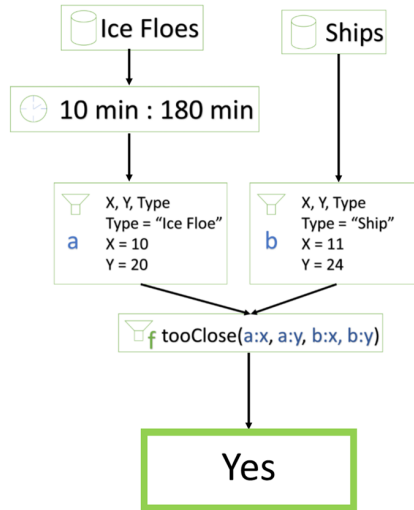 Ice Floes
Ships
10 min : 180 min
X, Y, Type
Type = “Ice Floe”
a
X = 10
Y = 20
X, Y, Type
Type = “Ship”
b
X = 11
Y = 24
f tooClose(a:x, a:y, b:x, b:y)
Yes